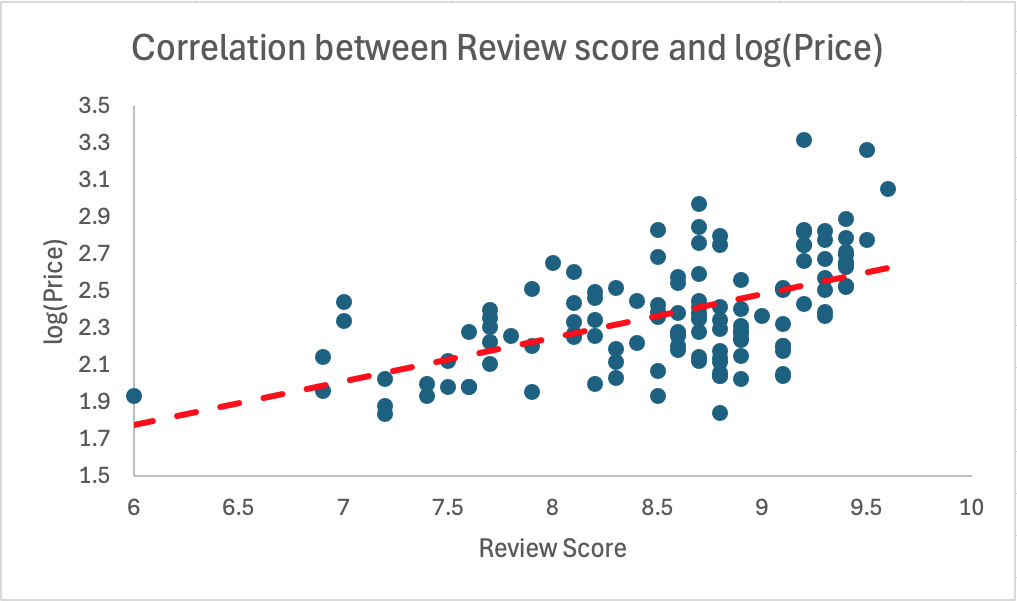 Correlation between Review score and log(Price)
3.5
3.3
3.1
2.9
2.7
2.5
2.3
2.1
1.9
1.7
1.5
log(Price)
6 6.5 7 7.5 8 8.5 9 9.5 10
Review Score